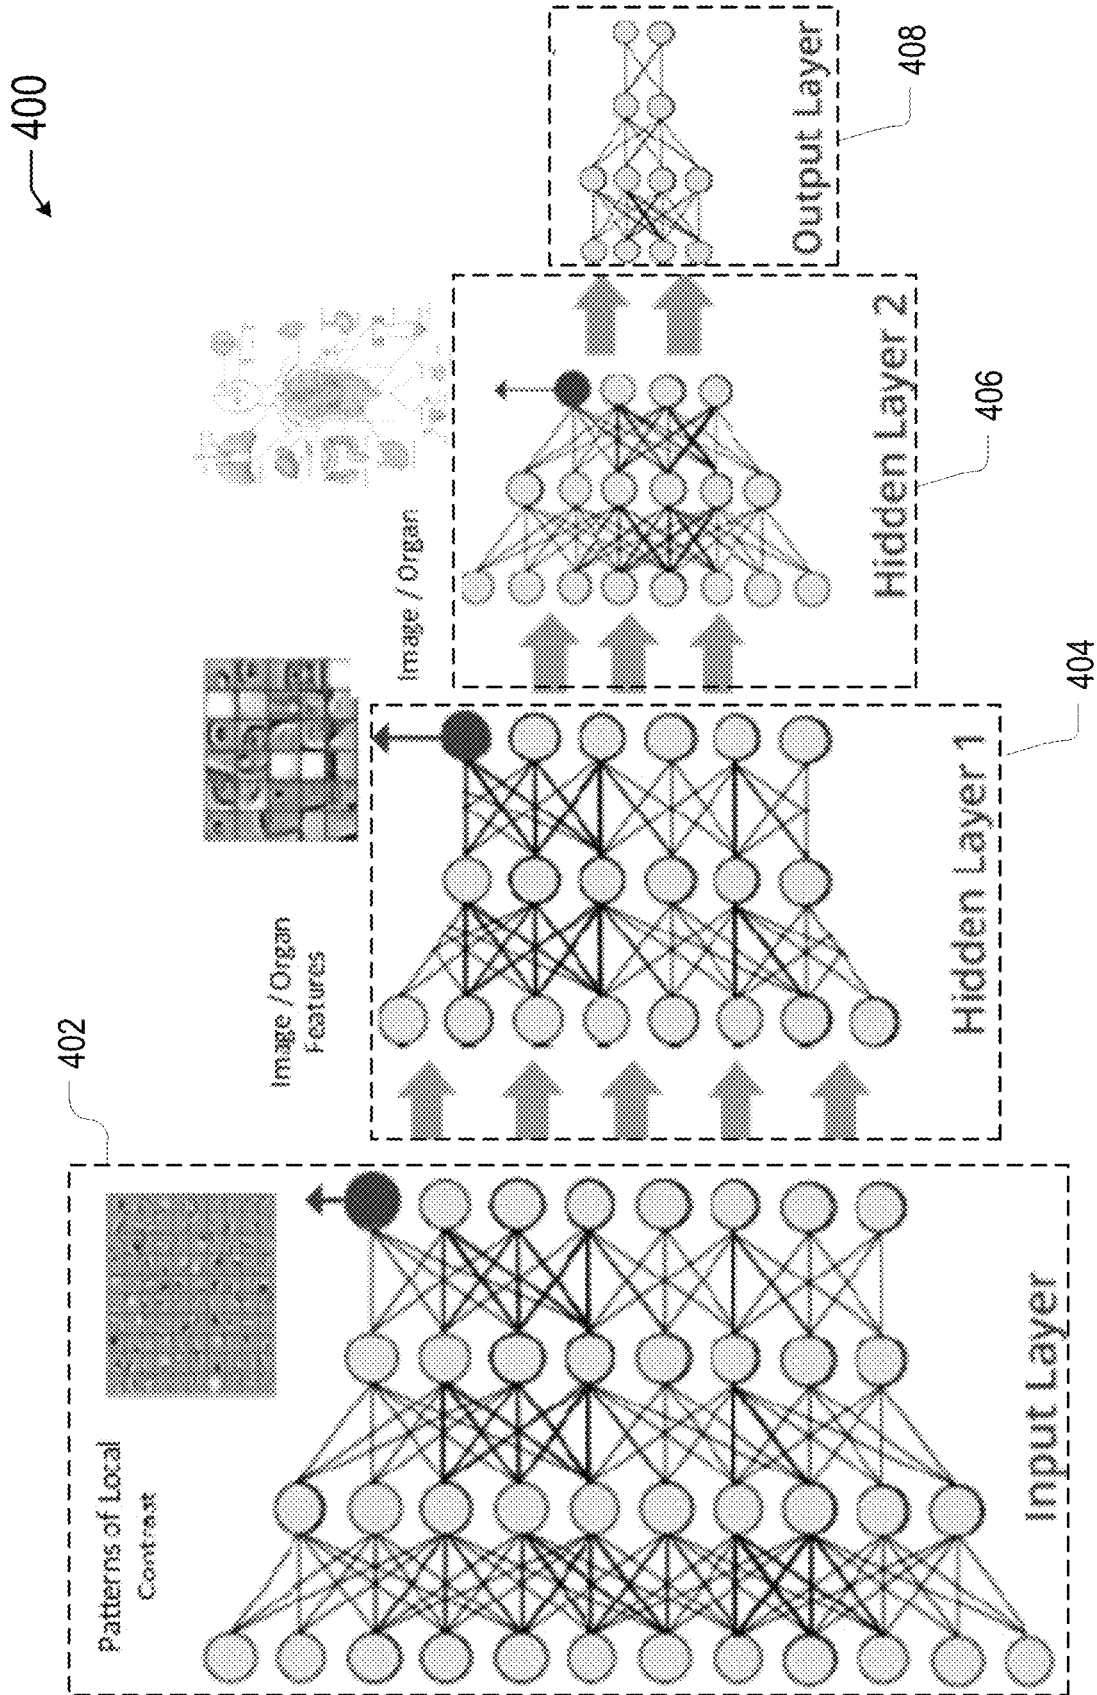 400
402
Patterns of Local
Contrast
Input Layer
Image / Organ
Features
Hidden Layer 1
404
Image / Organ
Hidden Layer 2
406
Output Layer
408